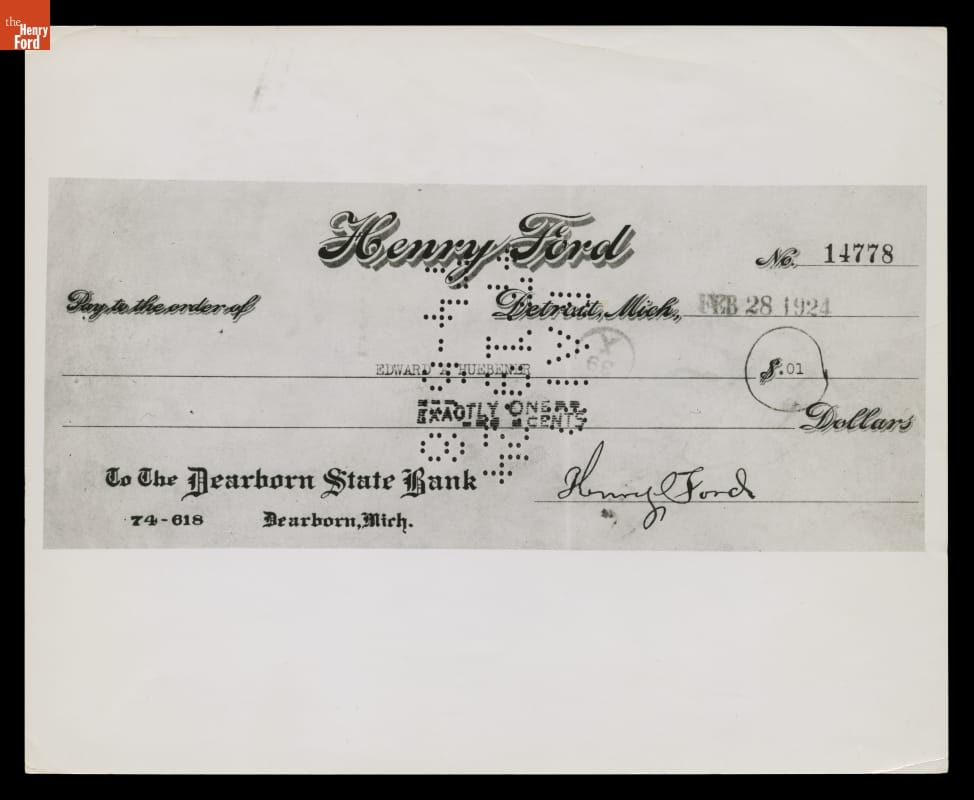 the
Henry
Ford
Henry Ford
No. 14778
Pay to the order of
Detroit, Mich., FEB 28 1924
EDWARD HUEBENER
$.01
EXACTLY ONE CENTS
Dollars
To The Dearborn State Bank
Henry Ford
74-618 Dearborn, Mich.